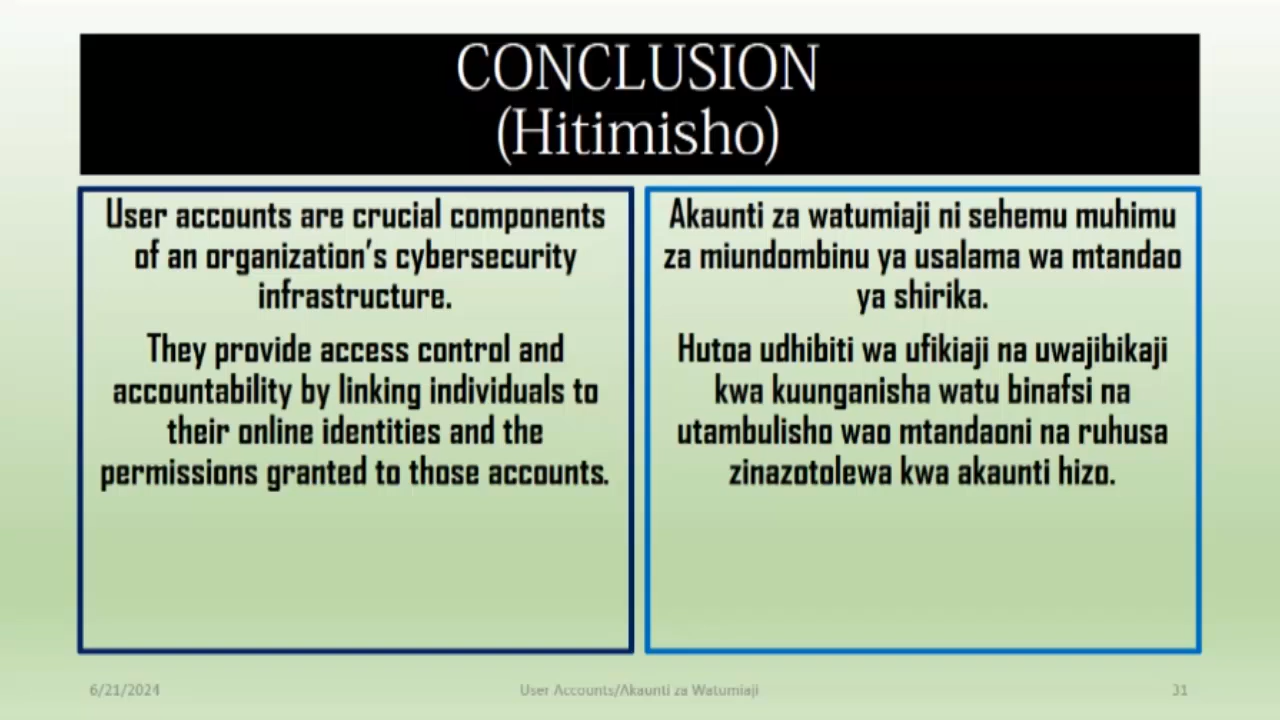 CONCLUSION
(Hitimisho)
User accounts are crucial components
of an organization’s cybersecurity
infrastructure.
They provide access control and
accountability by linking individuals to
their online identities and the
permissions granted to those accounts.
Akaunti za watumiaji ni sehemu muhimu
za miundombinu ya usalama wa mtandao
ya shirika.
Hutoa udhibiti wa ufikiaji na uwajibikaji
kwa kuunganisha watu binafsi na
utambulisho wao mtandaoni na ruhusa
zinazotolewa kwa akaunti hizo.
6/21/2024
User Accounts/Akaunti za Watumiaji
31